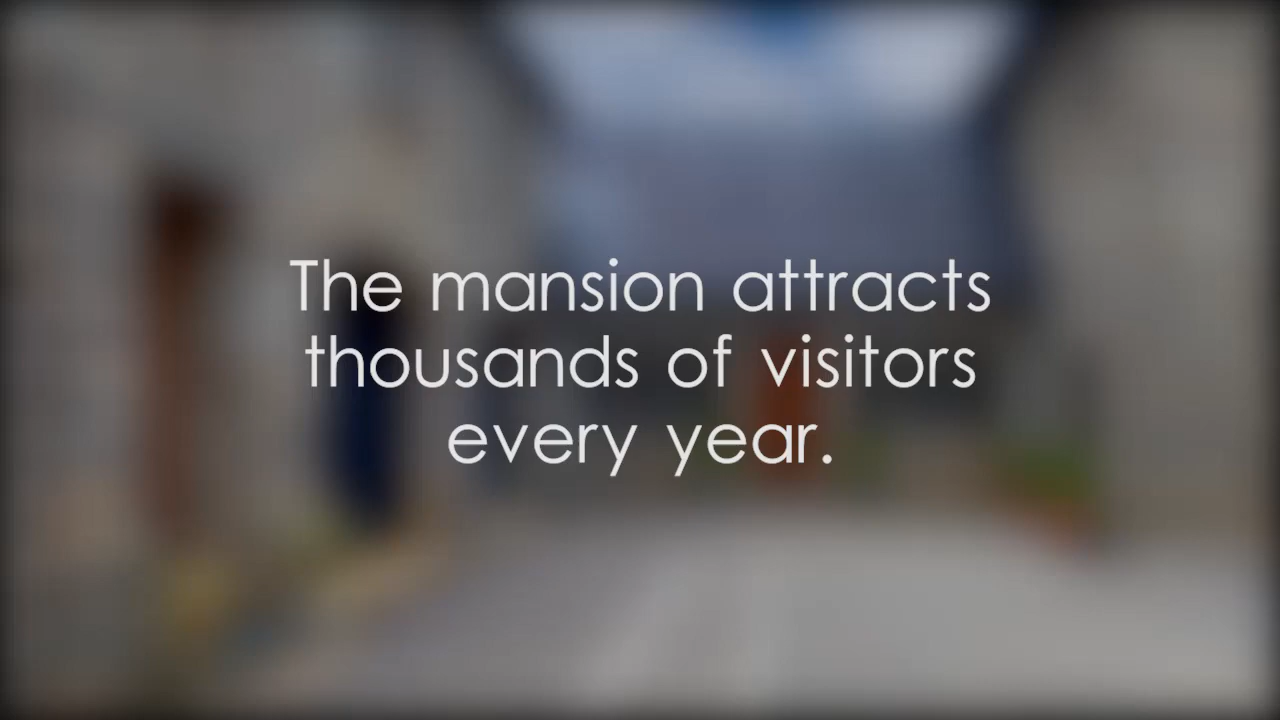 The mansion attracts
thousands of visitors
every year.